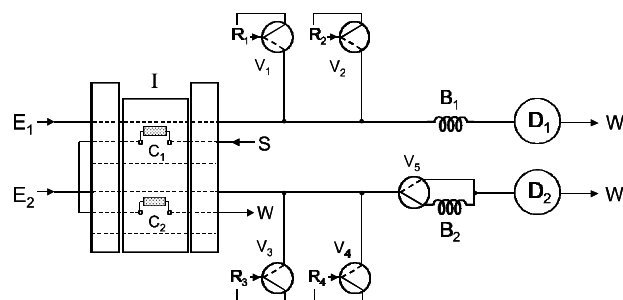 R₁ R₂
V₁ V₂
I
B₁
E₁ D₁ W
C₁ S
V₅
E₂ D₂ W
C₂ W
B₂
V₃ V₄
R₃ R₄